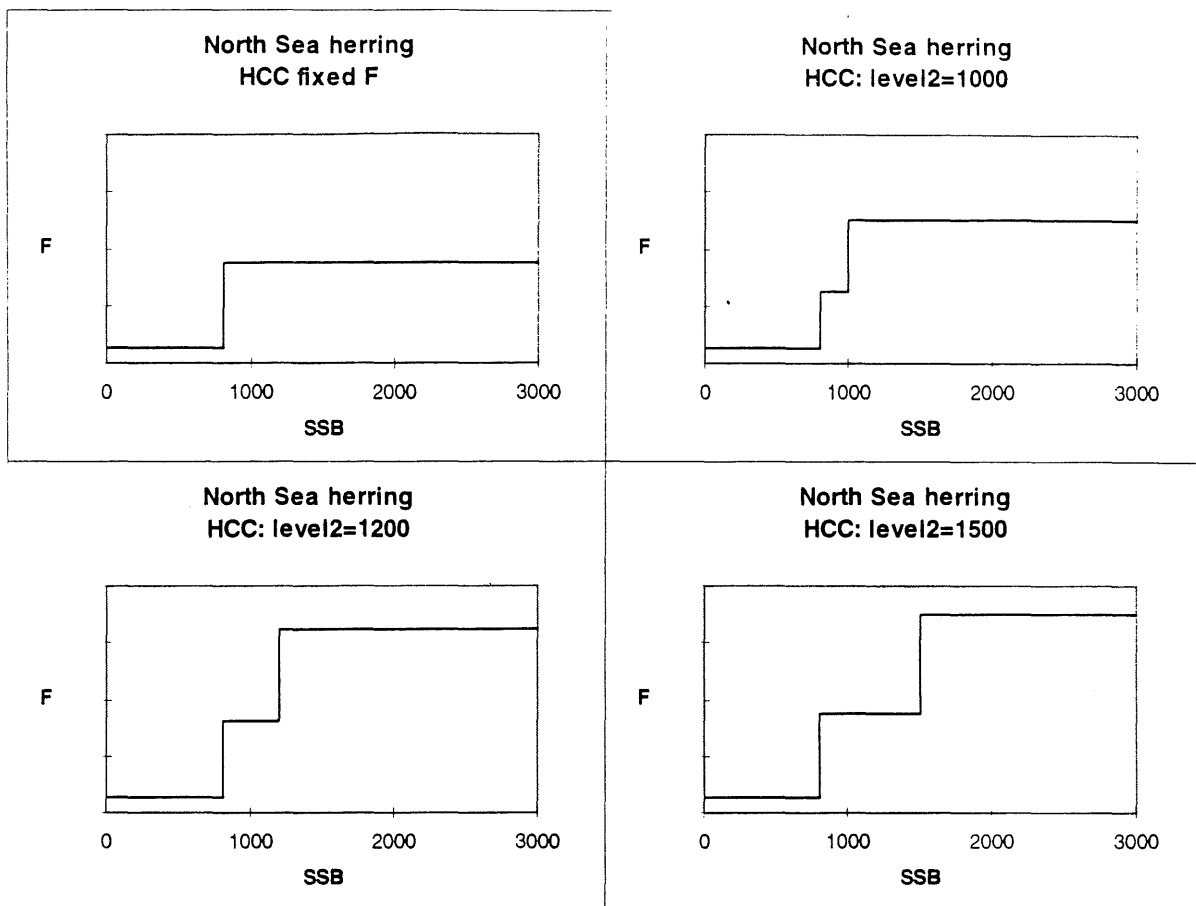 North Sea herring
HCC fixed F
F
0 1000 2000 3000
SSB
North Sea herring
HCC: level2=1000
F
0 1000 2000 3000
SSB
North Sea herring
HCC: level2=1200
F
0 1000 2000 3000
SSB
North Sea herring
HCC: level2=1500
F
0 1000 2000 3000
SSB